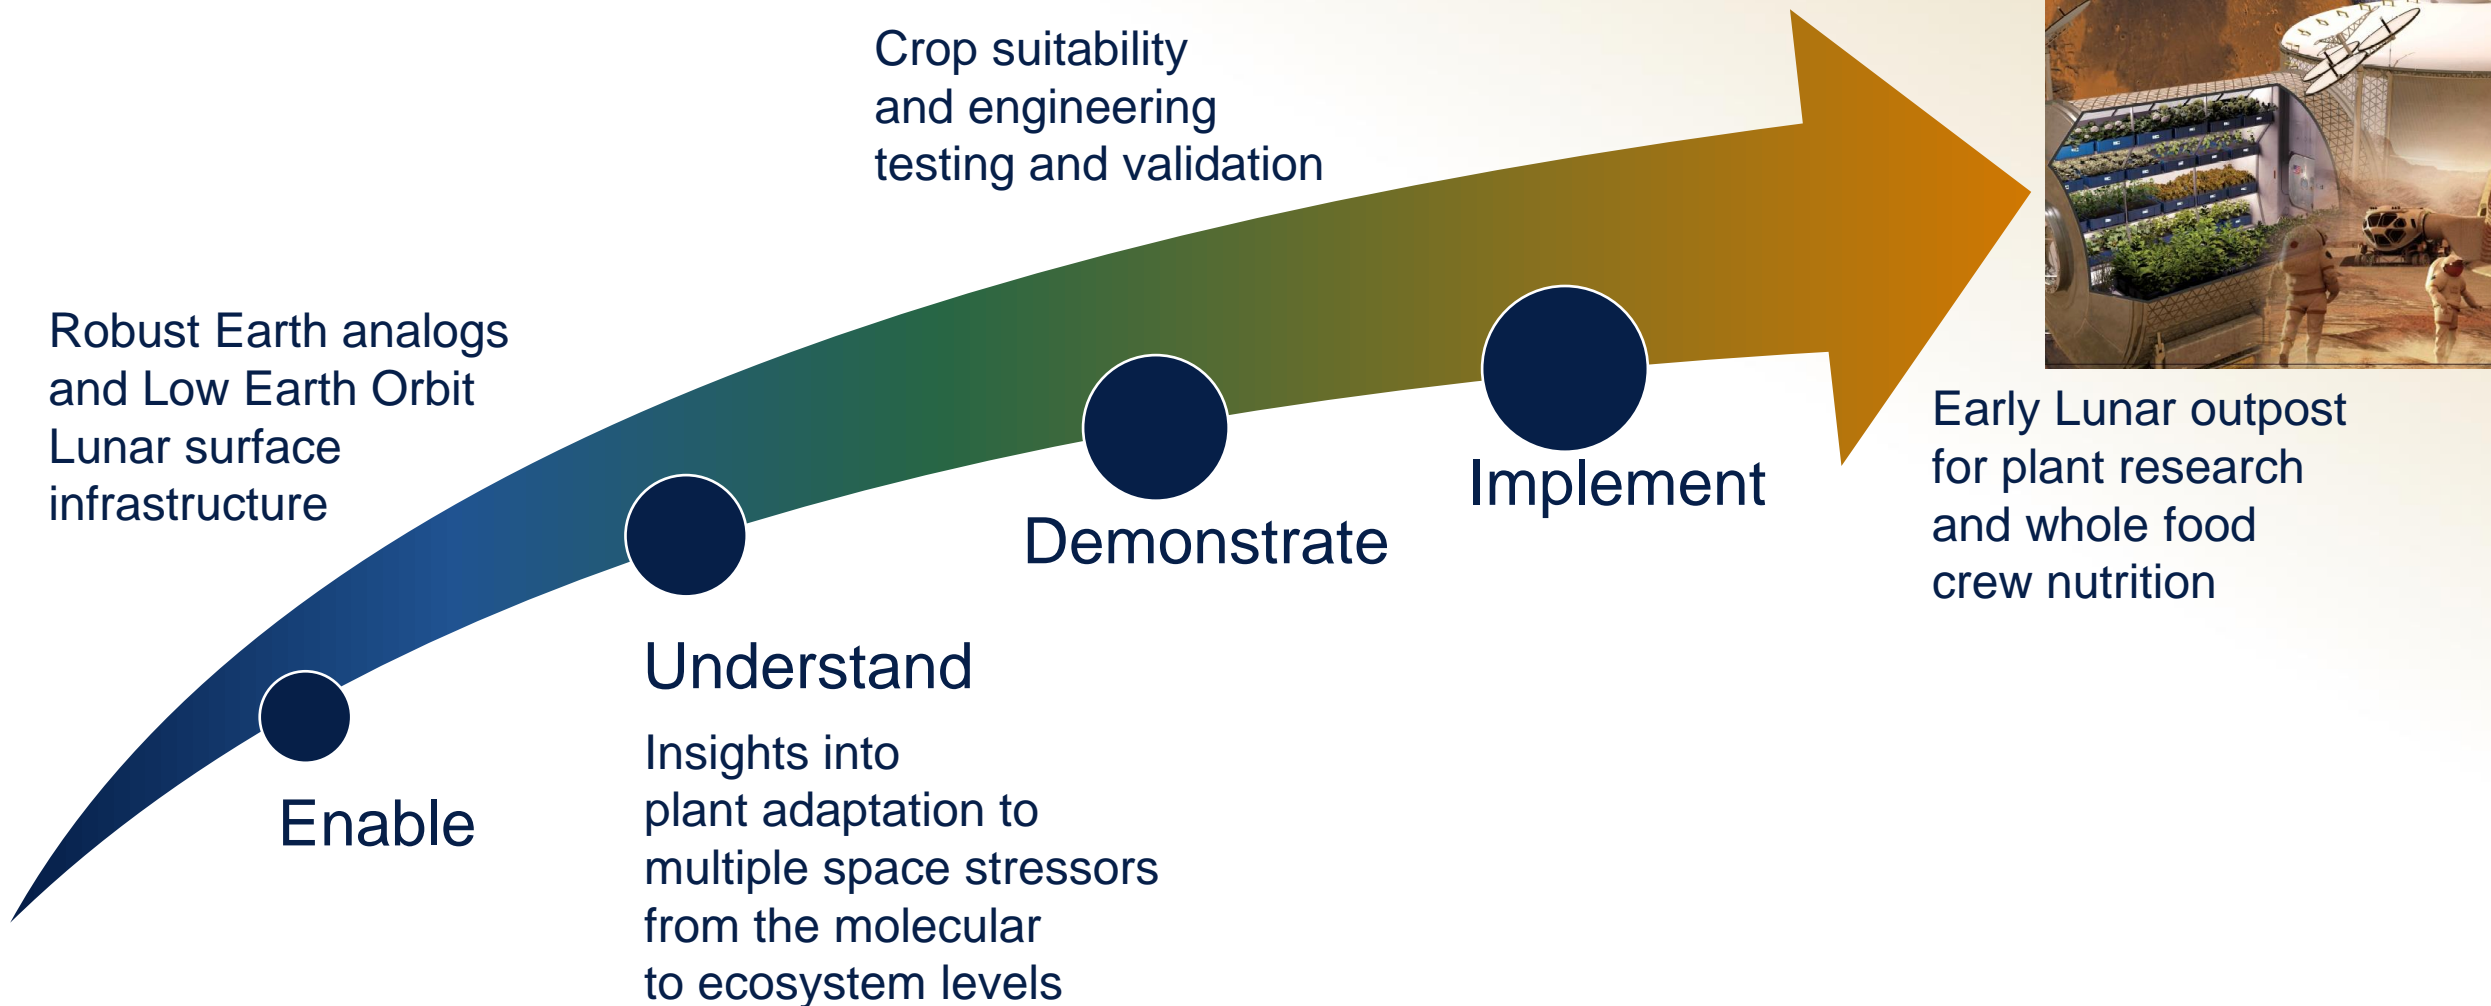 Crop suitability
and engineering
testing and validation
Robust Earth analogs
and Low Earth Orbit
Lunar surface
infrastructure
Enable
Understand
Insights into
plant adaptation to
multiple space stressors
from the molecular
to ecosystem levels
Demonstrate
Implement
Early Lunar outpost
for plant research
and whole food
crew nutrition